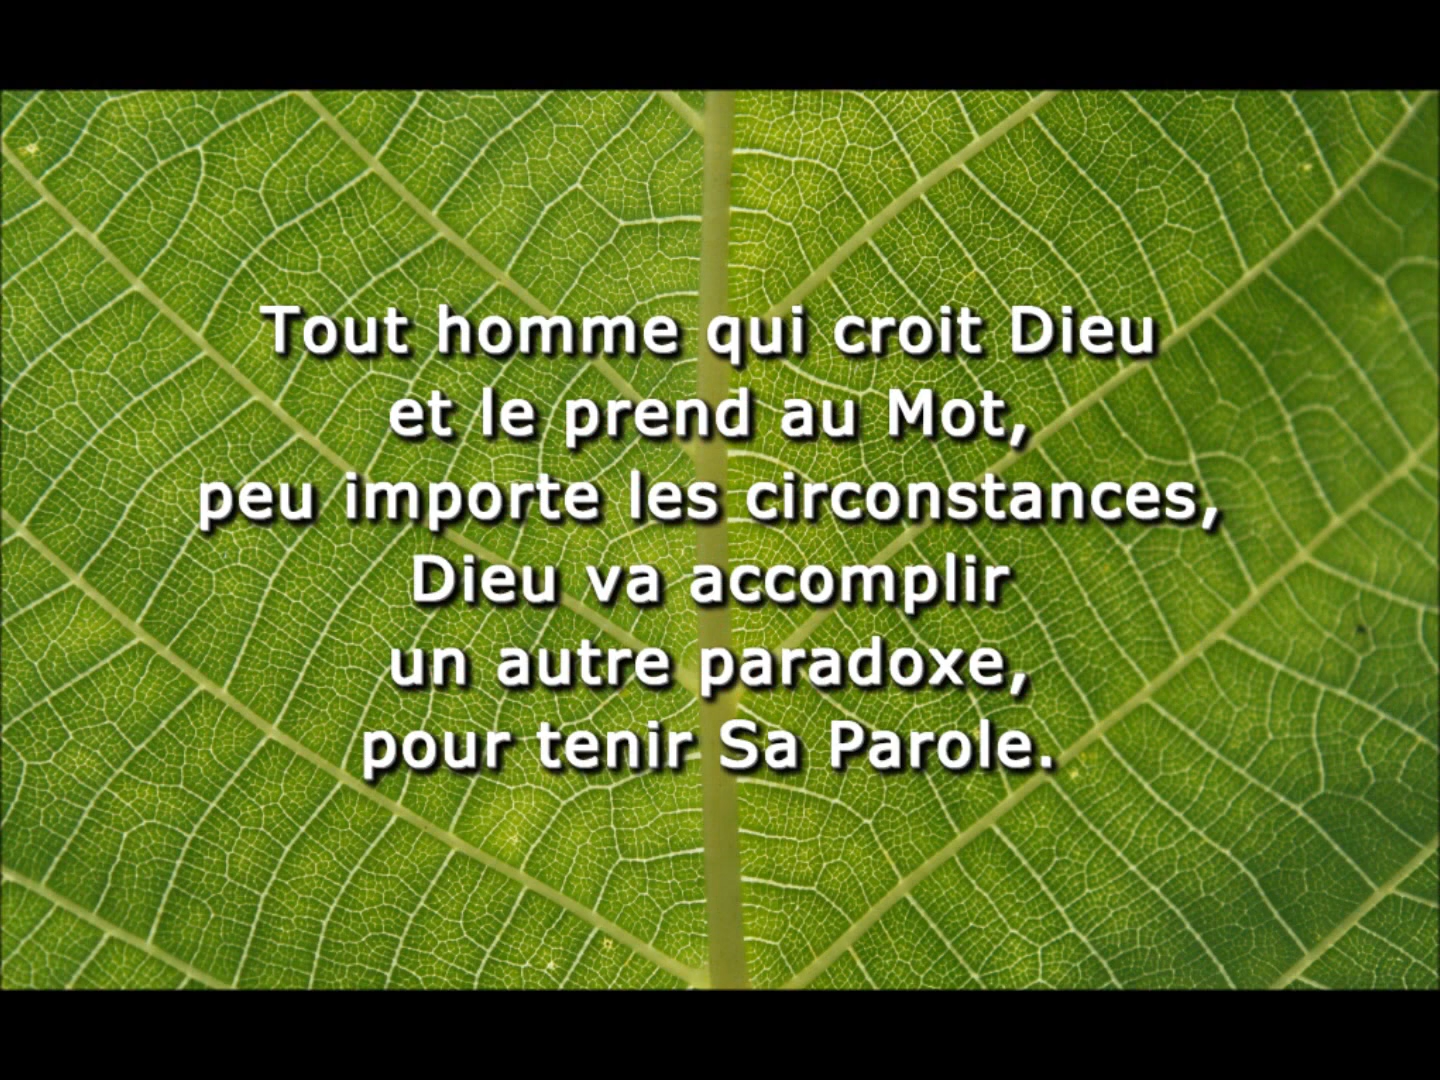 Tout homme qui croit Dieu
et le prend au Mot,
peu importe les circonstances,
Dieu va accomplir
un autre paradoxe,
pour tenir Sa Parole.